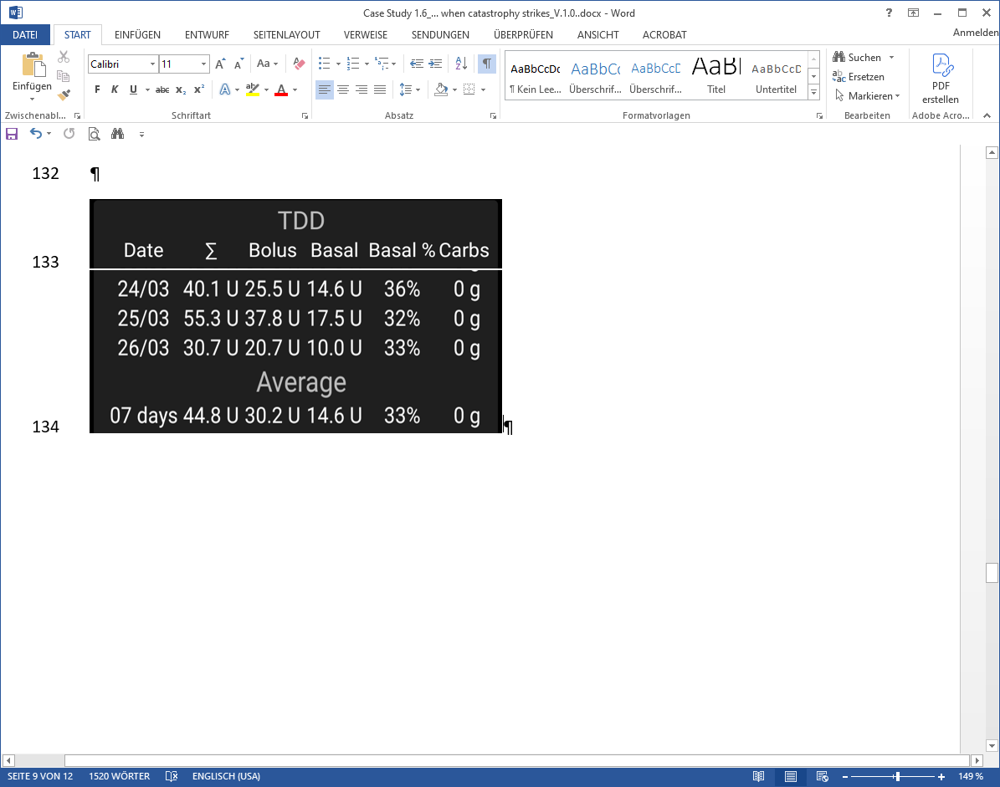 Case Study 1.6_... when catastrophy strikes_V.1.0..docx - Word
?
DATEI START EINFÜGEN ENTWURF SEITENLAYOUT VERWEISE SENDUNGEN ÜBERPRÜFEN ANSICHT ACROBAT Anmelden
Einfügen
Zwischenabl...
Calibri 11
Aa
F K U abc x₂ x²
Schriftart
Absatz
AaBbCcDc AaBbCc AaBbCcD AaBl AaBbCcD
¶ Kein Lee... Überschrif... Überschrif... Titel Untertitel
Formatvorlagen
Suchen
Ersetzen
Markieren
Bearbeiten
PDF
erstellen
Adobe Acro...
132 ¶
133
TDD
Date ∑ Bolus Basal Basal % Carbs
24/03 40.1 U 25.5 U 14.6 U 36% 0 g
25/03 55.3 U 37.8 U 17.5 U 32% 0 g
26/03 30.7 U 20.7 U 10.0 U 33% 0 g
Average
07 days 44.8 U 30.2 U 14.6 U 33% 0 g
134 ¶
SEITE 9 VON 12 1520 WÖRTER ENGLISCH (USA) 149 %